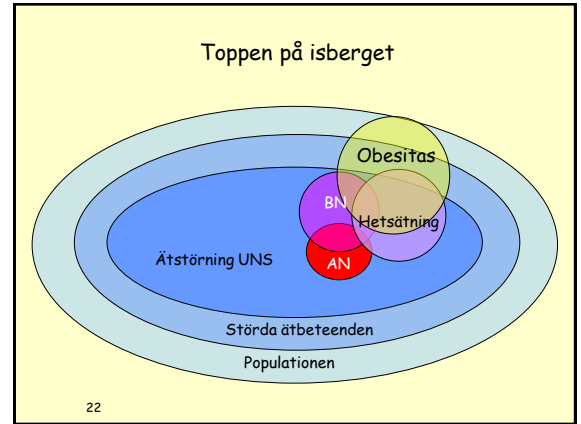 Toppen på isberget
Obesitas
BN
Hetsätning
Ätstörning UNS
AN
Störda ätbeteenden
Populationen
22